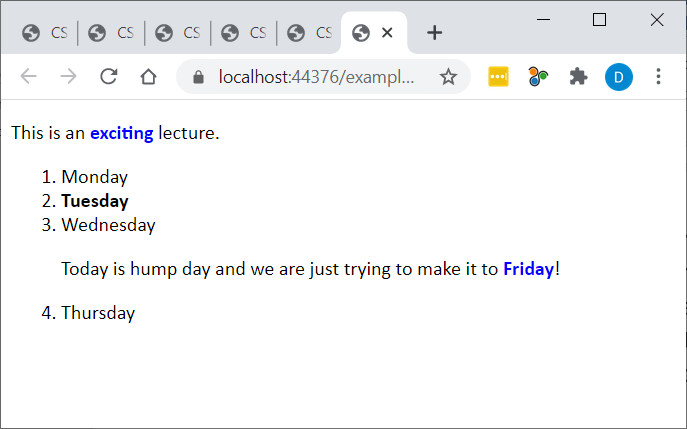 CS CS CS CS CS
localhost:44376/exampl... D
This is an exciting lecture.
1. Monday
2. Tuesday
3. Wednesday
Today is hump day and we are just trying to make it to Friday!
4. Thursday